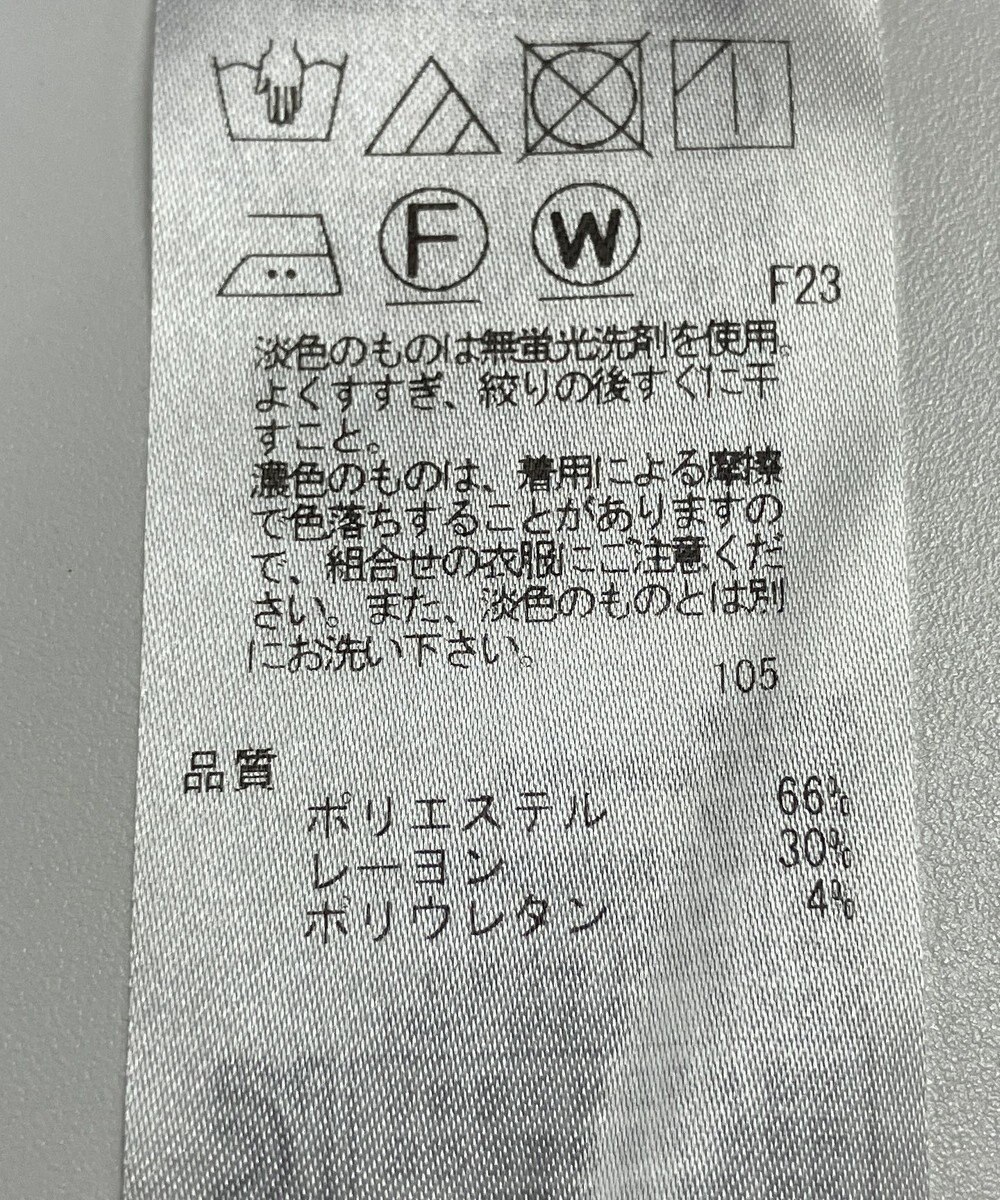 F
W
F23
淡色のものは無蛍光洗剤を使用。
よくすすぎ、絞りの後すぐに干
すこと。
濃色のものは、着用による摩擦
で色落ちすることがありますの
で、組合せの衣服にご注意くだ
さい。また、淡色のものとは別
にお洗い下さい。
105
品質
ポリエステル 66%
レーヨン 30%
ポリウレタン 4%